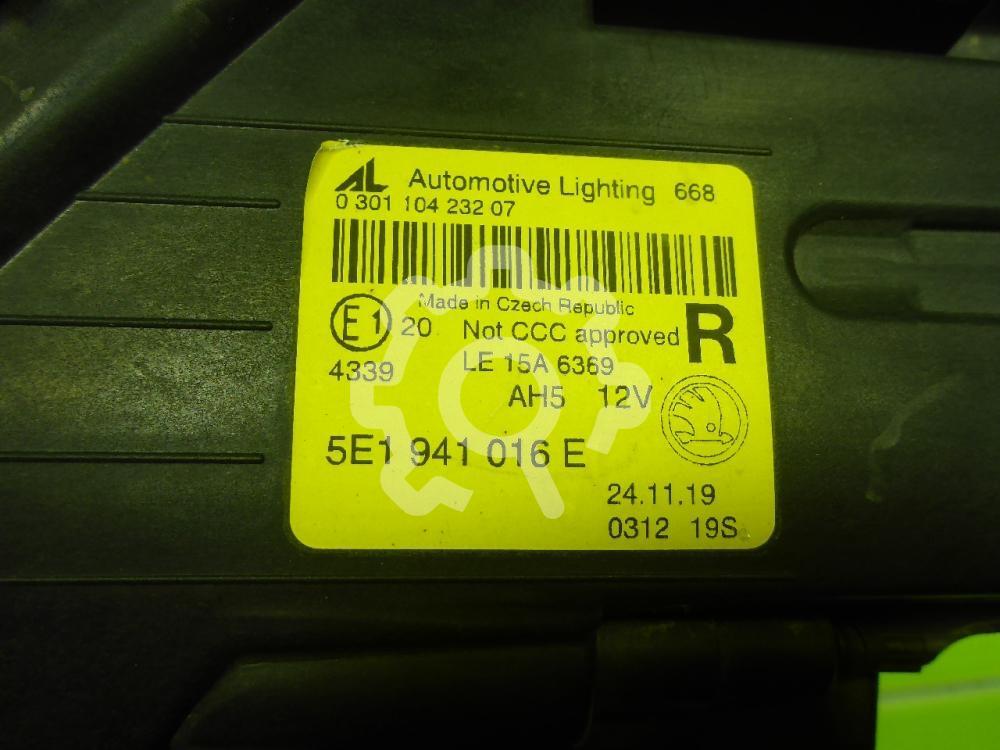 AL Automotive Lighting 668
0 301 104 232 07
Made in Czech Republic
E1 20 Not CCC approved R
4339 LE 15A 6369
AH5 12V
5E1 941 016 E
24.11.19
0312 19S